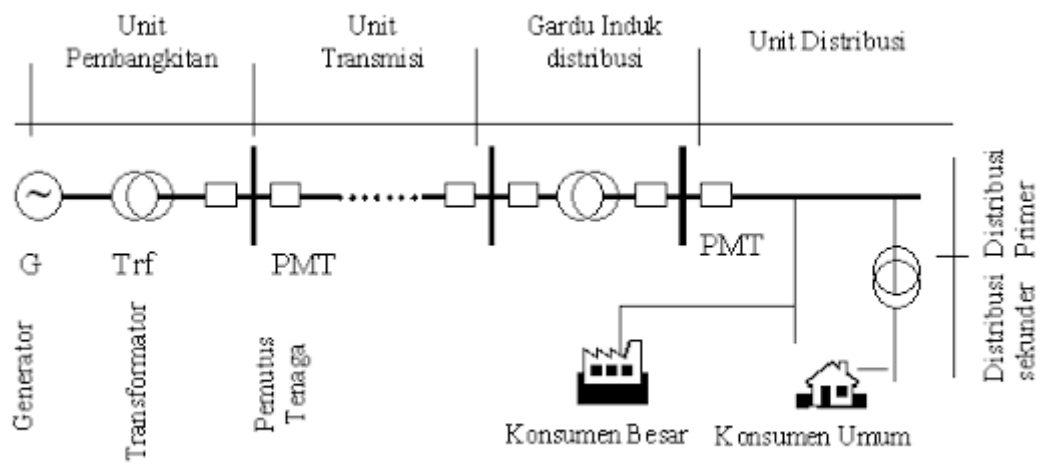 Unit
Pembangkitan
Unit
Transmisi
Gardu Induk
distribusi
Unit Distribusi
~
G
Trf
PMT
PMT
Generator
Transformator
Pemutus
Tenaga
Distribusi
Primer
Distribusi
sekunder
Konsumen Besar
Konsumen Umum